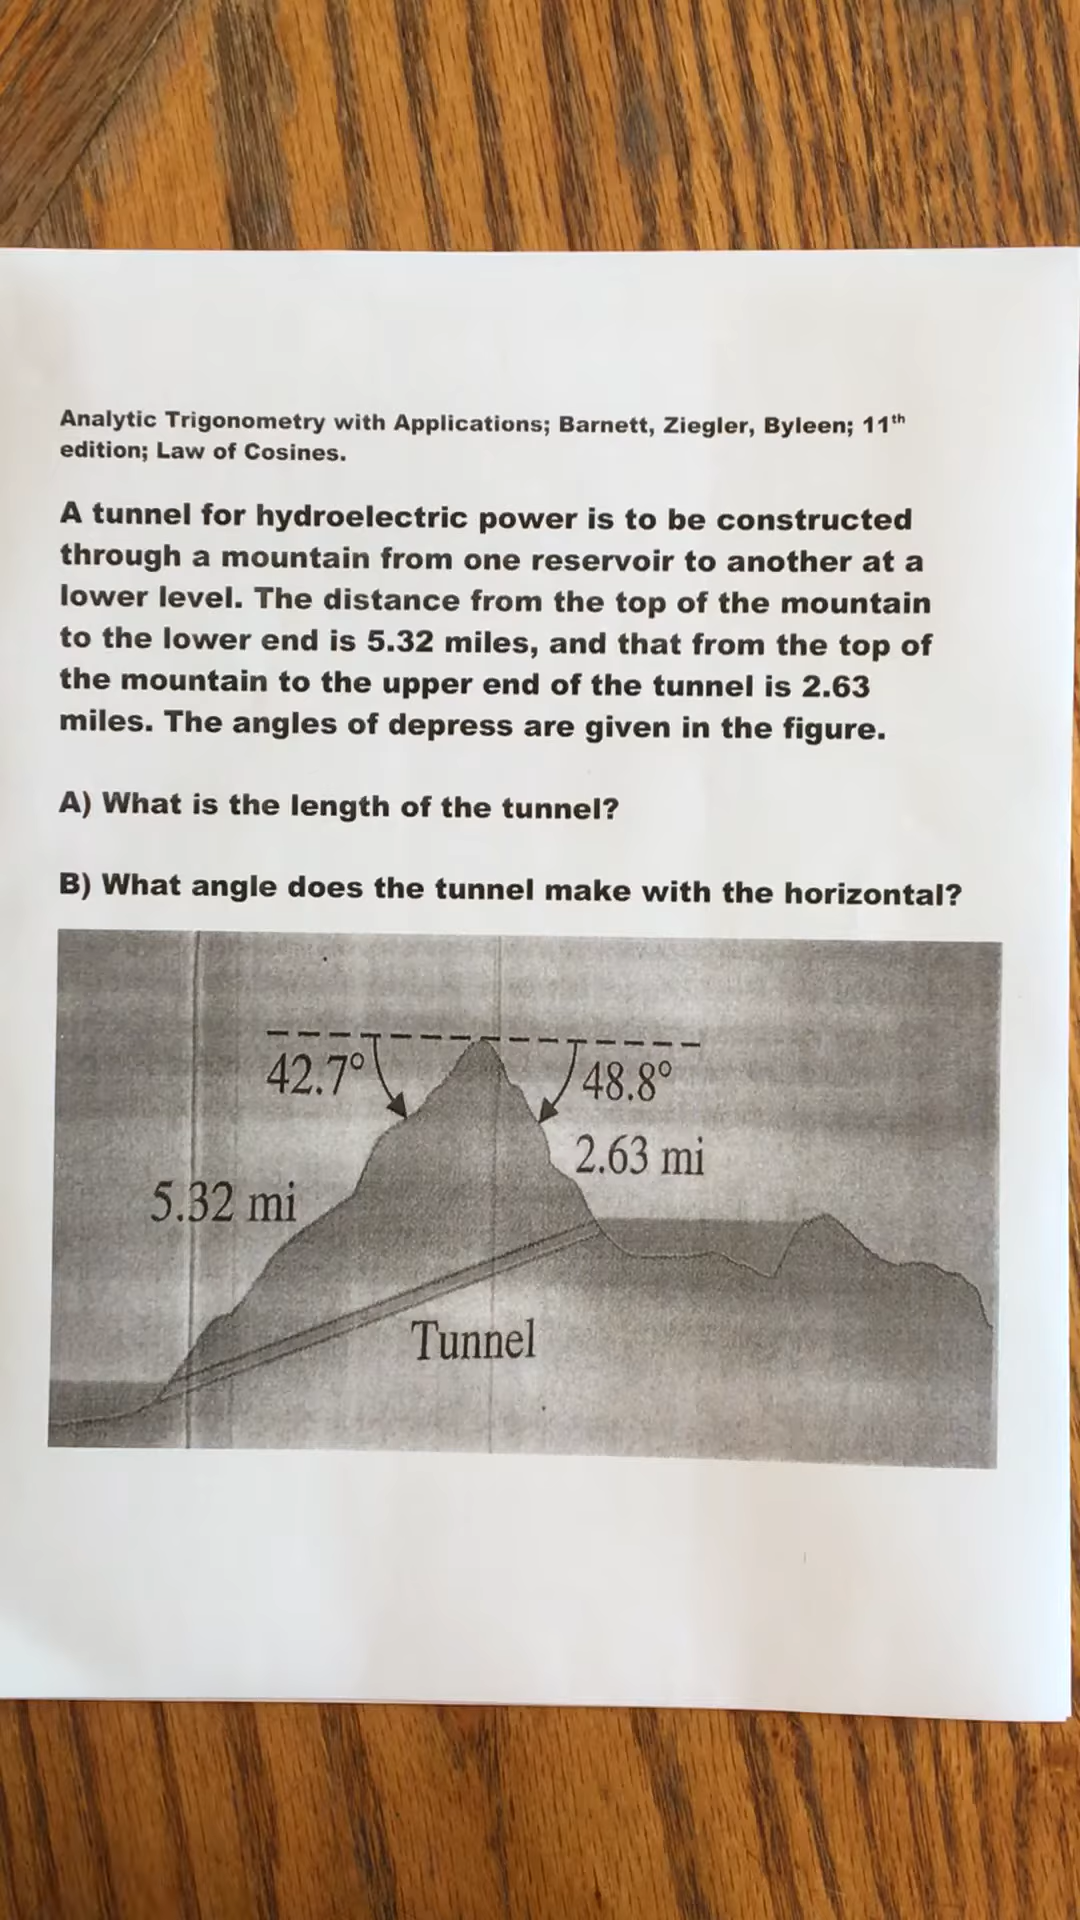 Analytic Trigonometry with Applications; Barnett, Ziegler, Byleen; 11th
edition; Law of Cosines.
A tunnel for hydroelectric power is to be constructed
through a mountain from one reservoir to another at a
lower level. The distance from the top of the mountain
to the lower end is 5.32 miles, and that from the top of
the mountain to the upper end of the tunnel is 2.63
miles. The angles of depress are given in the figure.
A) What is the length of the tunnel?
B) What angle does the tunnel make with the horizontal?
42.7°
48.8°
2.63 mi
5.32 mi
Tunnel